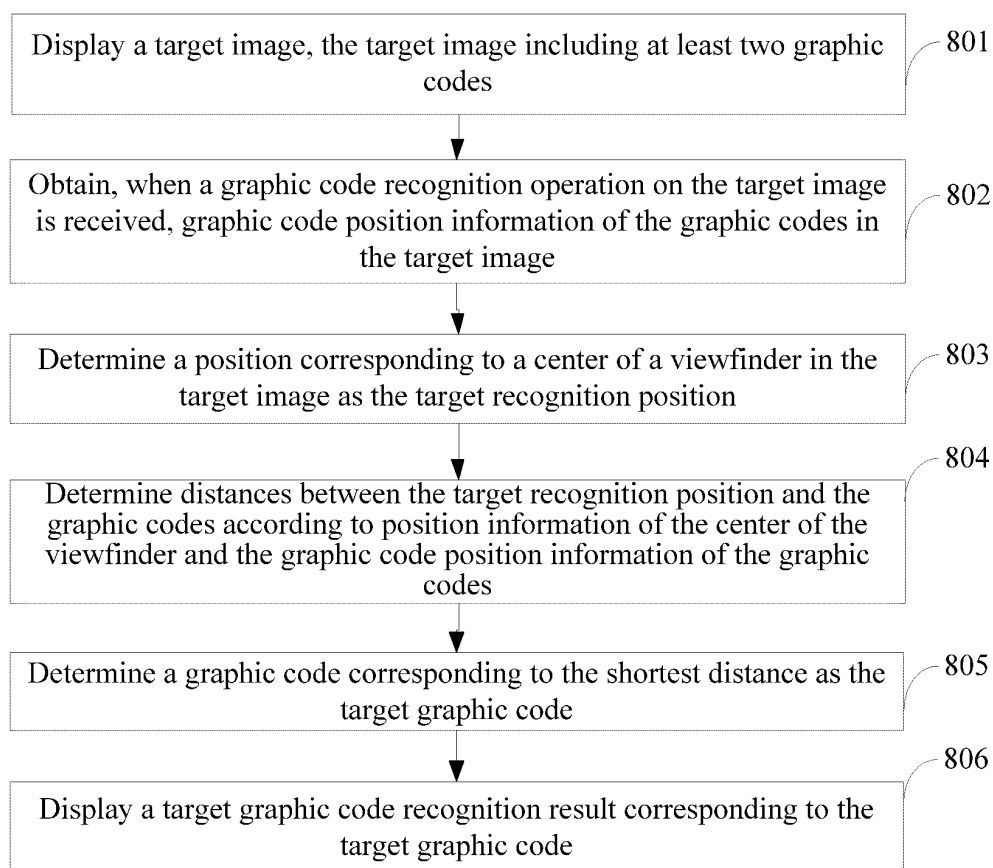 Display a target image, the target image including at least two graphic
codes
801
Obtain, when a graphic code recognition operation on the target image
is received, graphic code position information of the graphic codes in
the target image
802
Determine a position corresponding to a center of a viewfinder in the
target image as the target recognition position
803
Determine distances between the target recognition position and the
graphic codes according to position information of the center of the
viewfinder and the graphic code position information of the graphic
codes
804
Determine a graphic code corresponding to the shortest distance as the
target graphic code
805
Display a target graphic code recognition result corresponding to the
target graphic code
806